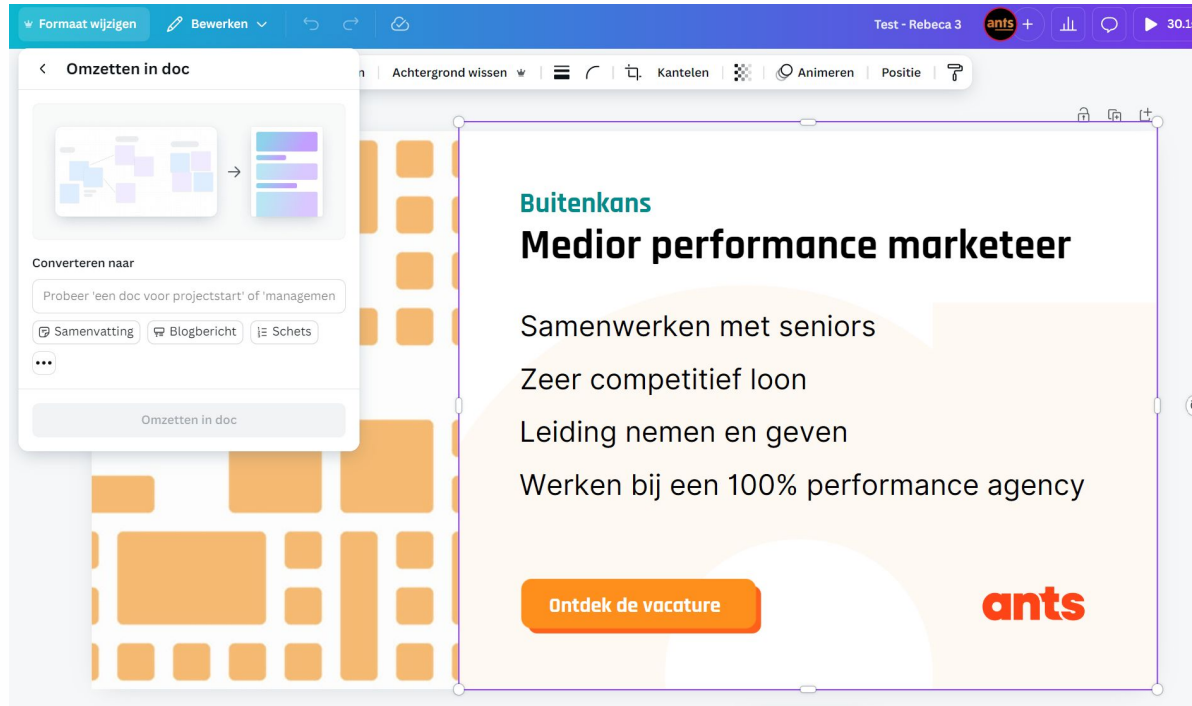 Formaat wijzigen
Bewerken
Test - Rebeca 3
ants
30.1s
Omzetten in doc
Achtergrond wissen
Kantelen
Animeren
Positie
Converteren naar
Probeer 'een doc voor projectstart' of 'managemen
Samenvatting
Blogbericht
Schets
Omzetten in doc
Buitenkans
Medior performance marketeer
Samenwerken met seniors
Zeer competitief loon
Leiding nemen en geven
Werken bij een 100% performance agency
Ontdek de vacature
ants